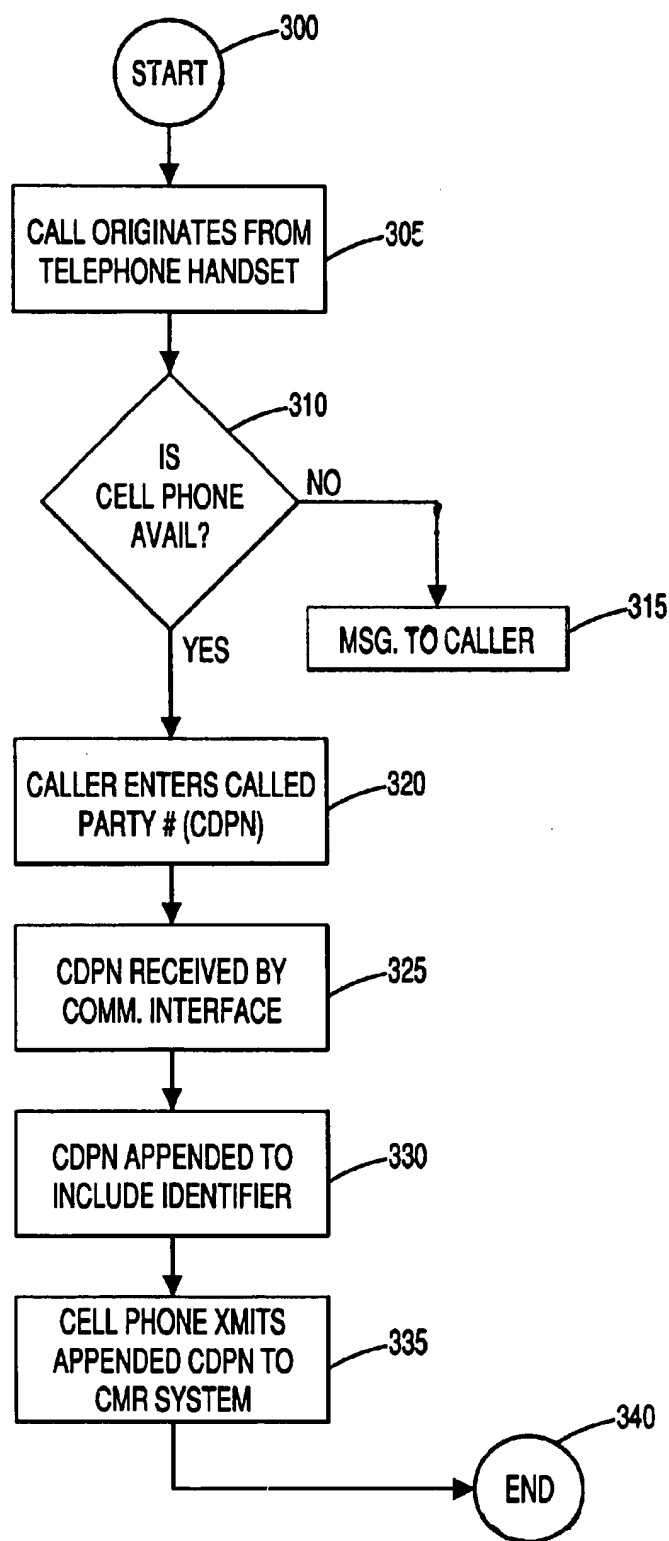 300
START
CALL ORIGINATES FROM
TELEPHONE HANDSET
305
310
IS
CELL PHONE
AVAIL?
NO
YES
315
MSG. TO CALLER
CALLER ENTERS CALLED
PARTY # (CDPN)
320
CDPN RECEIVED BY
COMM. INTERFACE
325
CDPN APPENDED TO
INCLUDE IDENTIFIER
330
CELL PHONE XMITS
APPENDED CDPN TO
CMR SYSTEM
335
340
END